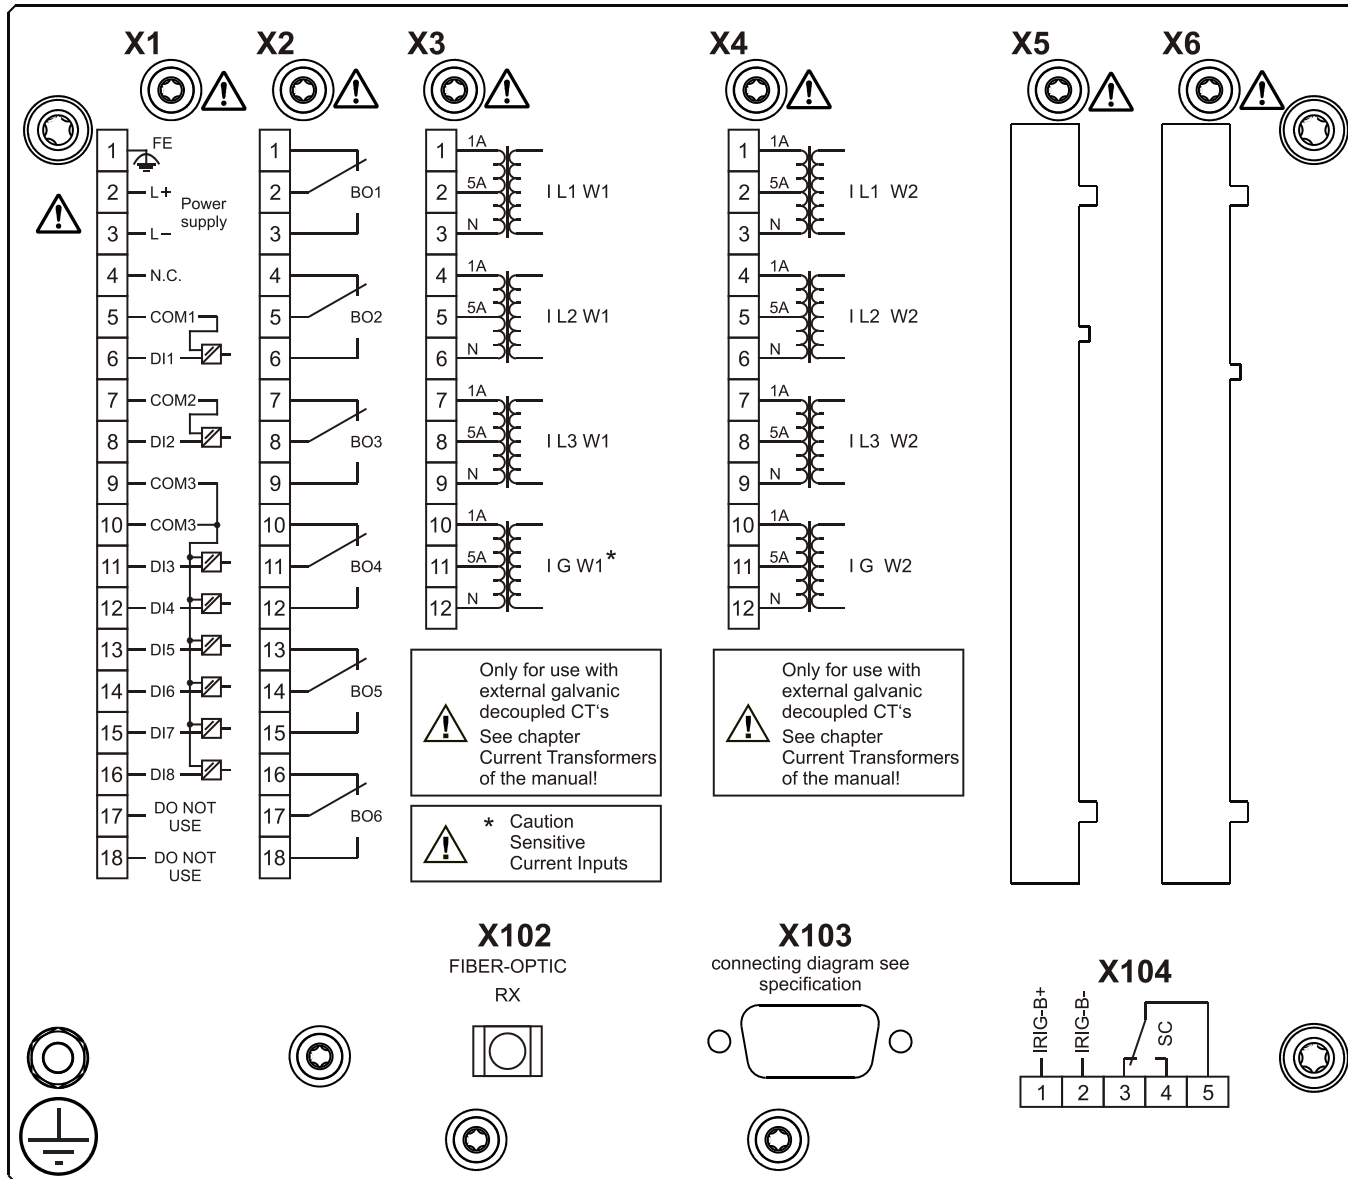 X1
X2
X3
X4
X5
X6
1 FE
2 L+
Power
supply
3 L−
4 N.C.
5 COM1
6 DI1
7 COM2
8 DI2
9 COM3
10 COM3
11 DI3
12 DI4
13 DI5
14 DI6
15 DI7
16 DI8
17 DO NOT
USE
18 DO NOT
USE
1
2 BO1
3
4
5 BO2
6
7
8 BO3
9
10
11 BO4
12
13
14 BO5
15
16
17 BO6
18
1 1A
2 5A I L1 W1
3 N
4 1A
5 5A I L2 W1
6 N
7 1A
8 5A I L3 W1
9 N
10 1A
11 5A I G W1*
12 N
Only for use with
external galvanic
decoupled CT‘s
See chapter
Current Transformers
of the manual!
* Caution
Sensitive
Current Inputs
1 1A
2 5A I L1 W2
3 N
4 1A
5 5A I L2 W2
6 N
7 1A
8 5A I L3 W2
9 N
10 1A
11 5A I G W2
12 N
Only for use with
external galvanic
decoupled CT‘s
See chapter
Current Transformers
of the manual!
X102
FIBER-OPTIC
RX
X103
connecting diagram see
specification
X104
IRIG-B+
IRIG-B-
SC
1 2 3 4 5